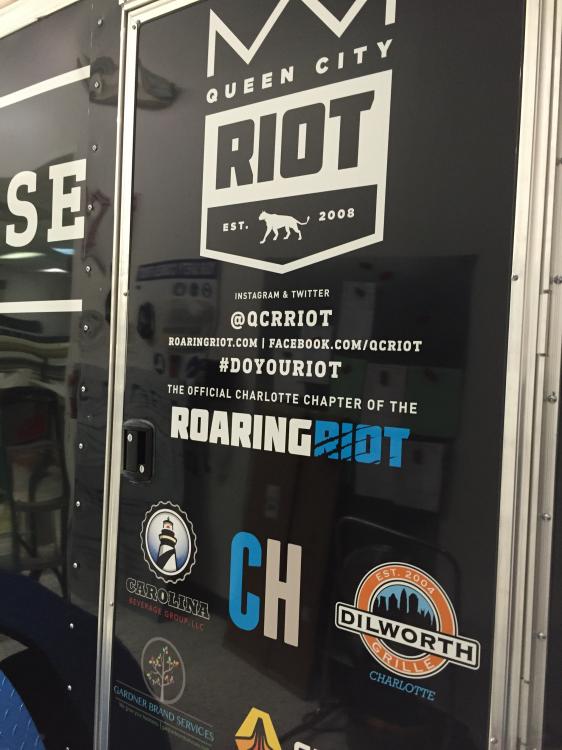 QUEEN CITY
RIOT
EST. 2008
SE
INSTAGRAM & TWITTER
@QCRRIOT
ROARINGRIOT.COM | FACEBOOK.COM/QCRIOT
#DOYOURIOT
THE OFFICIAL CHARLOTTE CHAPTER OF THE
ROARINGRIOT
CAROLINA
BEVERAGE GROUP, LLC
CH
EST. 2004
DILWORTH
GRILLE
CHARLOTTE
GARDNER BRAND SERVICES